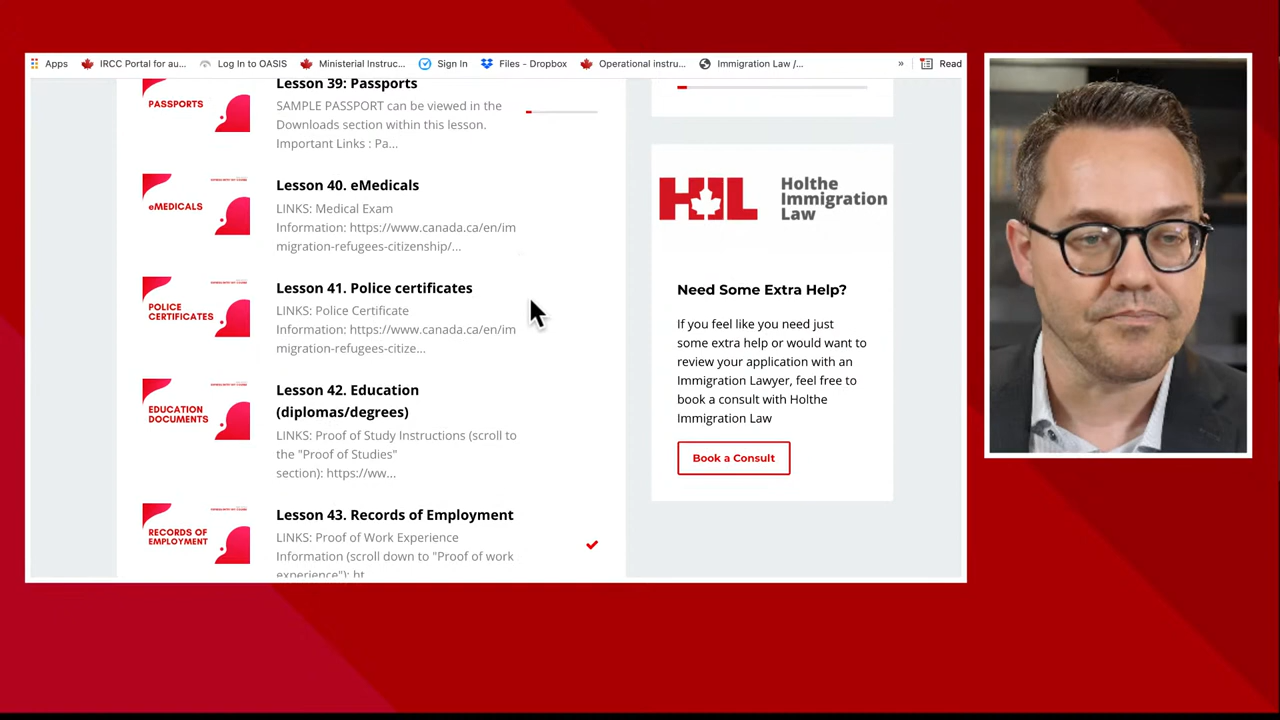 Apps
IRCC Portal for au...
Log In to OASIS
Ministerial Instruc...
Sign In
Files - Dropbox
Operational instru...
Immigration Law /...
»
Read
PASSPORTS
Lesson 39: Passports
SAMPLE PASSPORT can be viewed in the
Downloads section within this lesson.
Important Links : Pa...
eMEDICALS
Lesson 40. eMedicals
LINKS: Medical Exam
Information: https://www.canada.ca/en/im
migration-refugees-citizenship/...
POLICE
CERTIFICATES
Lesson 41. Police certificates
LINKS: Police Certificate
Information: https://www.canada.ca/en/im
migration-refugees-citize...
EDUCATION
DOCUMENTS
Lesson 42. Education
(diplomas/degrees)
LINKS: Proof of Study Instructions (scroll to
the "Proof of Studies"
section): https://ww...
RECORDS OF
EMPLOYMENT
Lesson 43. Records of Employment
LINKS: Proof of Work Experience
Information (scroll down to "Proof of work
experience"): ht
HIL
Holthe
Immigration
Law
Need Some Extra Help?
If you feel like you need just
some extra help or would want to
review your application with an
Immigration Lawyer, feel free to
book a consult with Holthe
Immigration Law
Book a Consult